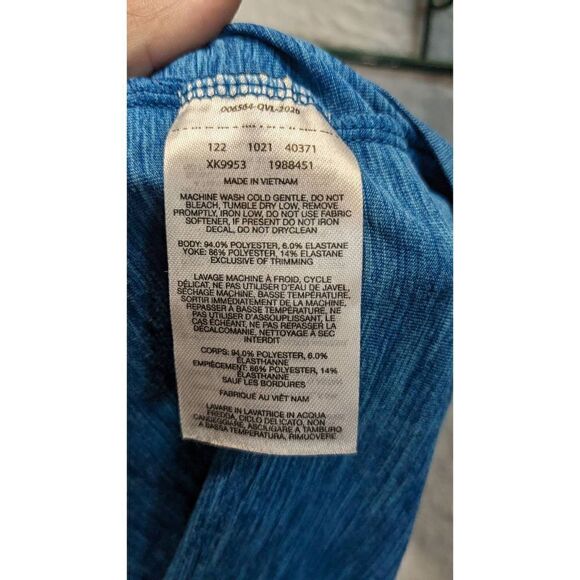 006564-QVL-2026
122 1021 40371
XK9953 1988451
MADE IN VIETNAM
MACHINE WASH COLD GENTLE, DO NOT
BLEACH, TUMBLE DRY LOW, REMOVE
PROMPTLY, IRON LOW, DO NOT USE FABRIC
SOFTENER, IF PRESENT DO NOT IRON
DECAL, DO NOT DRYCLEAN
BODY: 94.0% POLYESTER, 6.0% ELASTANE
YOKE: 86% POLYESTER, 14% ELASTANE
EXCLUSIVE OF TRIMMING
LAVAGE MACHINE À FROID, CYCLE
DÉLICAT, NE PAS UTILISER D'EAU DE JAVEL,
SÉCHAGE MACHINE, BASSE TEMPÉRATURE,
SORTIR IMMÉDIATEMENT DE LA MACHINE,
REPASSER À BASSE TEMPÉRATURE, NE PAS
UTILISER D'ASSOUPLISSANT, LE
CAS ÉCHÉANT, NE PAS REPASSER LA
DÉCALCOMANIE, NETTOYAGE À SEC
INTERDIT
CORPS: 94.0% POLYESTER, 6.0%
ÉLASTHANNE
EMPIÈCEMENT: 86% POLYESTER, 14%
ÉLASTHANNE
SAUF LES BORDURES
FABRIQUÉ AU VIÊT NAM
LAVARE IN LAVATRICE IN ACQUA
FREDDA, CICLO DELICATO, NON
CANDEGGIARE, ASCIUGARE A TAMBURO
A BASSA TEMPERATURA, RIMUOVERE